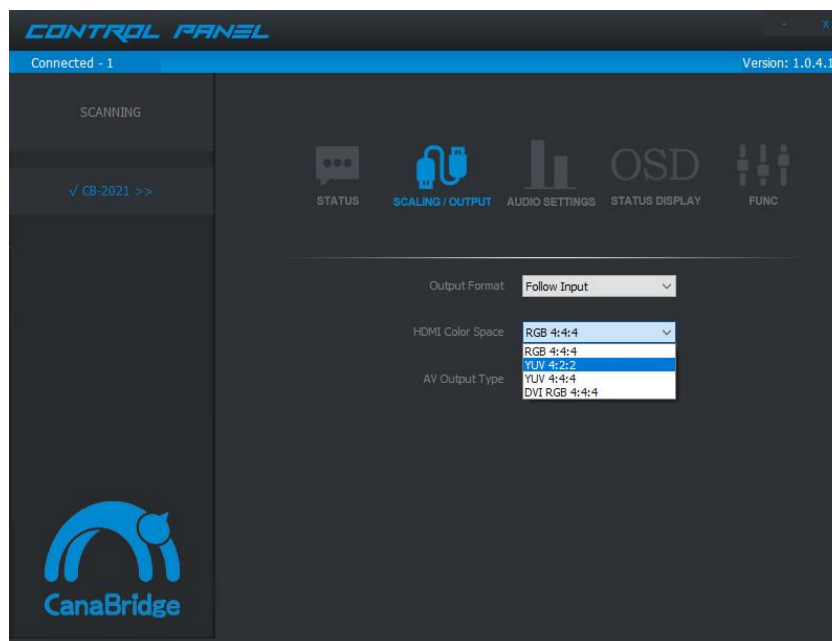 CONTROL PANEL
- x
Connected - 1
Version: 1.0.4.1
SCANNING
√ CB-2021 >>
OSD
STATUS
SCALING / OUTPUT
AUDIO SETTINGS
STATUS DISPLAY
FUNC
Output Format
Follow Input
HDMI Color Space
RGB 4:4:4
RGB 4:4:4
YUV 4:2:2
AV Output Type
YUV 4:4:4
DVI RGB 4:4:4
CanaBridge